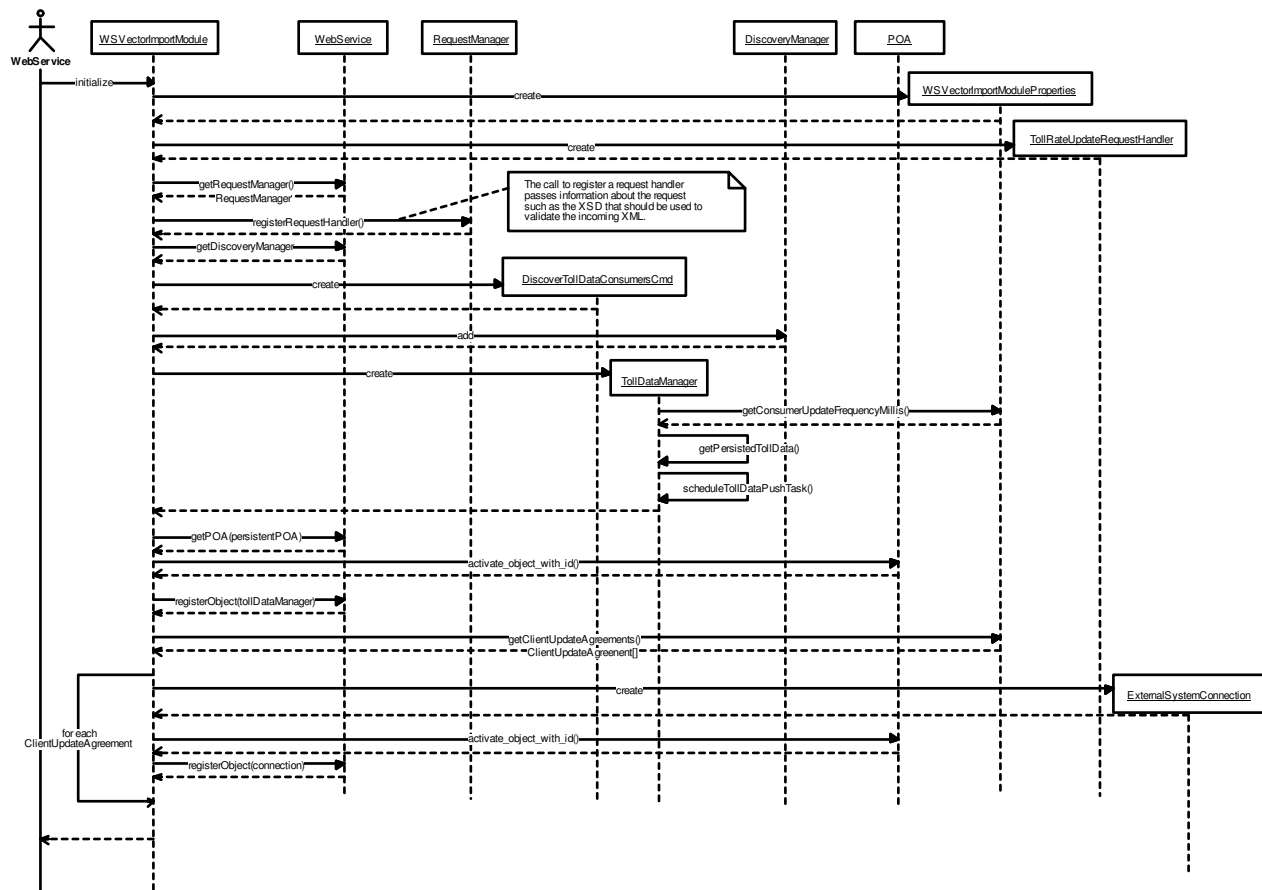 WSVectorImportModule
WebService
RequestManager
DiscoveryManager
POA
WebService
initialize
create
WSVectorImportModuleProperties
create
TollRateUpdateRequestHandler
getRequestManager()
RequestManager
The call to register a request handler
passes information about the request
such as the XSD that should be used to
validate the incoming XML.
registerRequestHandler()
getDiscoveryManager
create
DiscoverTollDataConsumersCmd
add
create
TollDataManager
getConsumerUpdateFrequencyMillis()
getPersistedTollData()
scheduleTollDataPushTask()
getPOA(persistentPOA)
activate_object_with_id()
registerObject(tollDataManager)
getClientUpdateAgreements()
ClientUpdateAgreenent[]
create
ExternalSystemConnection
for each
ClientUpdateAgreement
activate_object_with_id()
registerObject(connection)